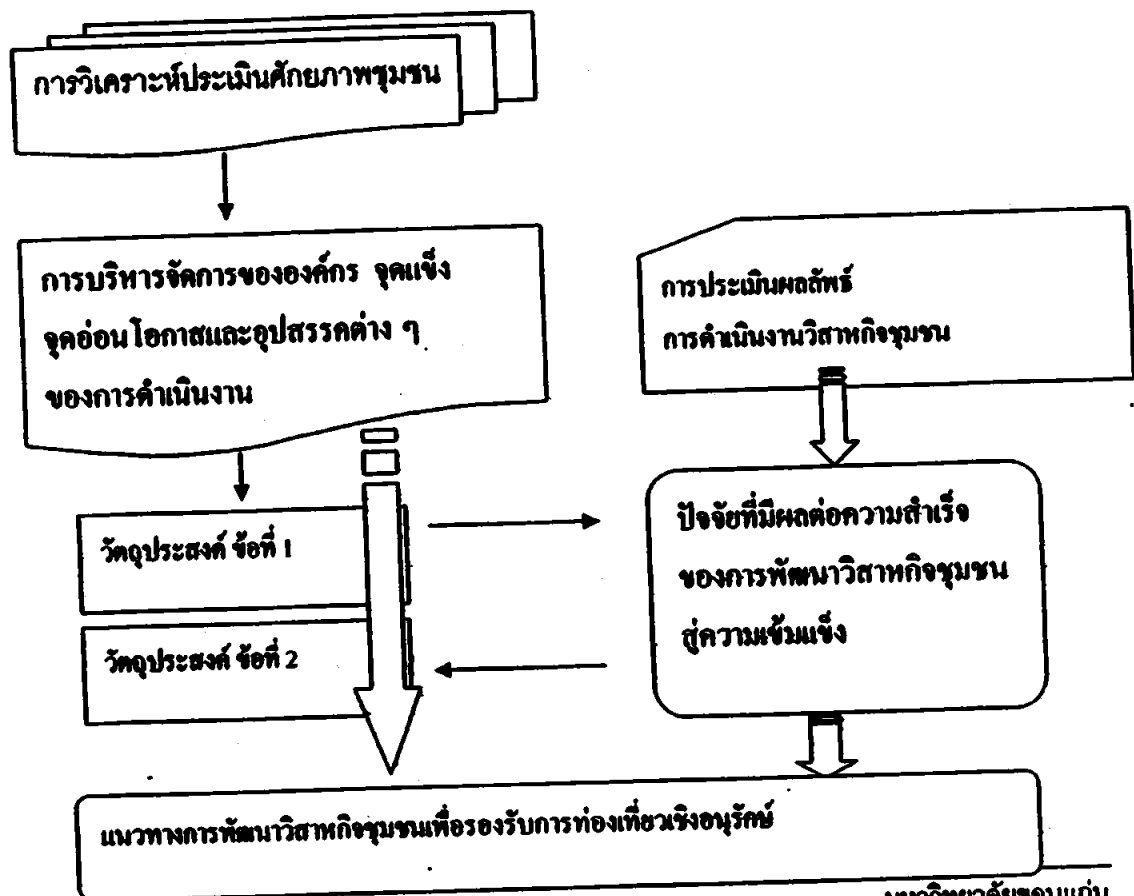 การวิเคราะห์ประเมินศักยภาพชุมชน
การบริหารจัดการขององค์กร จุดแข็ง
จุดอ่อน โอกาสและอุปสรรคต่าง ๆ
ของการดำเนินงาน
การประเมินผลลัพธ์
การดำเนินงานวิสาหกิจชุมชน
วัตถุประสงค์ ข้อที่ 1
ปัจจัยที่มีผลต่อความสำเร็จ
ของการพัฒนาวิสาหกิจชุมชน
สู่ความเข้มแข็ง
วัตถุประสงค์ ข้อที่ 2
แนวทางการพัฒนาวิสาหกิจชุมชนเพื่อรองรับการท่องเที่ยวเชิงอนุรักษ์